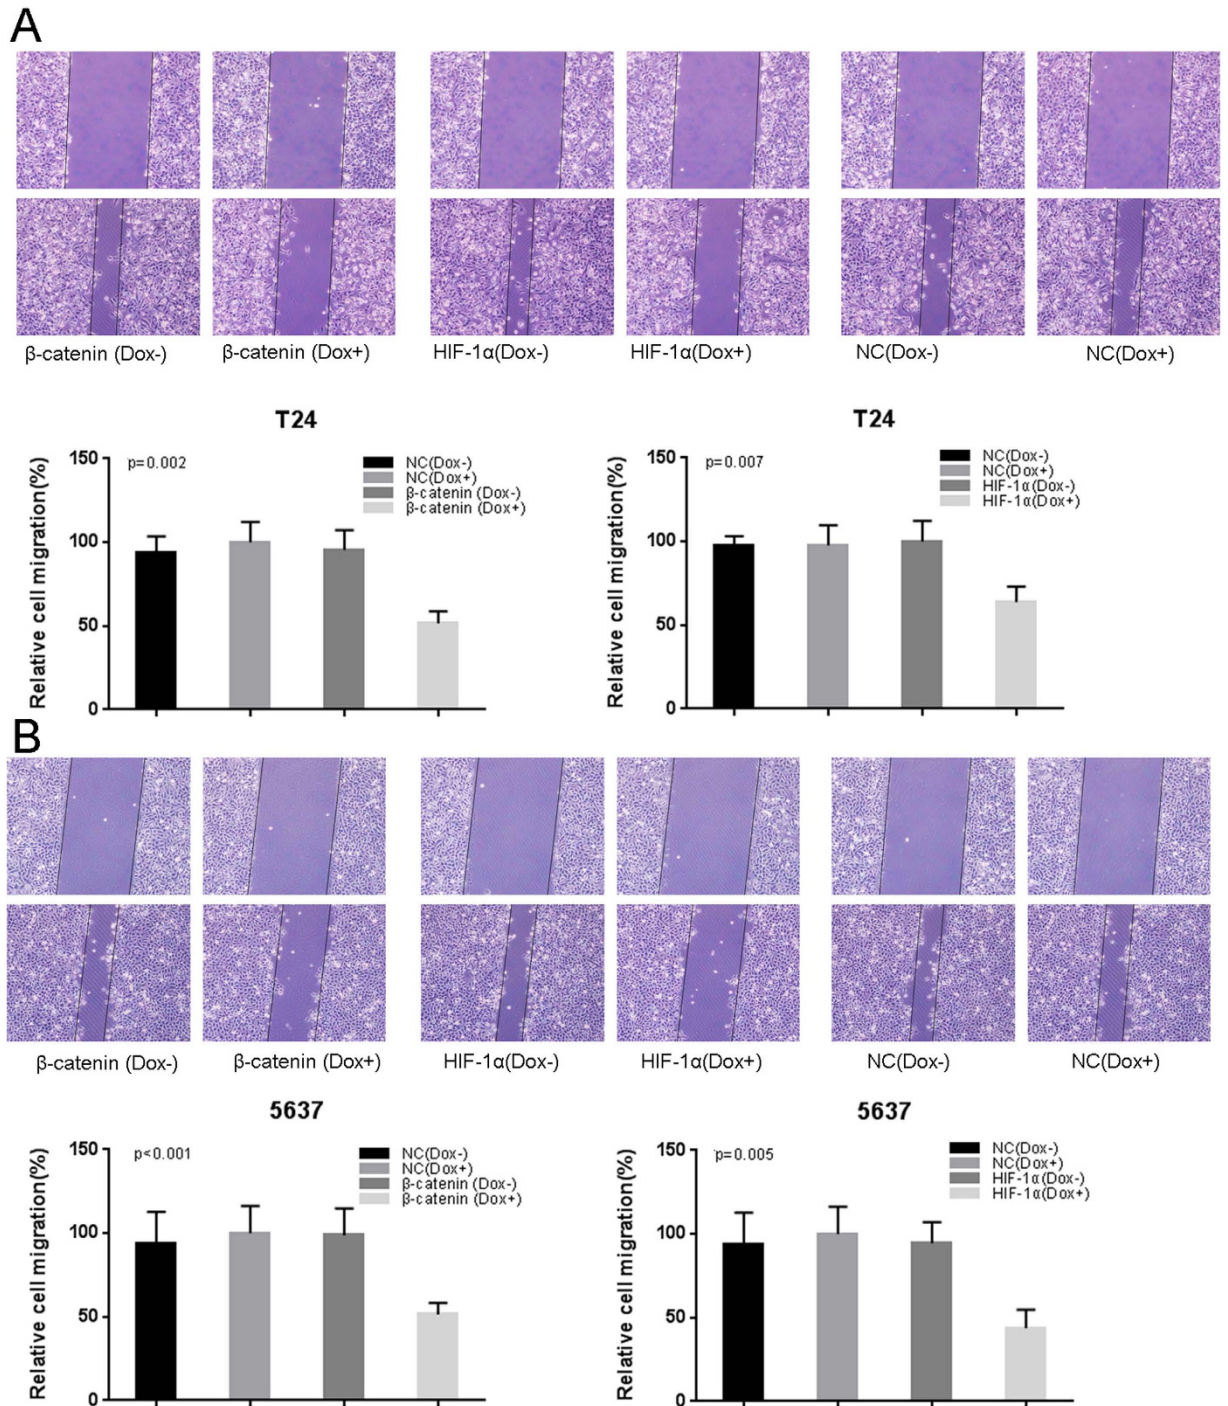 A
β-catenin (Dox-) β-catenin (Dox+) HIF-1α(Dox-) HIF-1α(Dox+) NC(Dox-) NC(Dox+)
T24
Relative cell migration(%)
150
100
50
0
p=0.002
NC(Dox-)
NC(Dox+)
β-catenin (Dox-)
β-catenin (Dox+)
T24
Relative cell migration(%)
150
100
50
0
p=0.007
NC(Dox-)
NC(Dox+)
HIF-1α(Dox-)
HIF-1α(Dox+)
B
β-catenin (Dox-) β-catenin (Dox+) HIF-1α(Dox-) HIF-1α(Dox+) NC(Dox-) NC(Dox+)
5637
Relative cell migration(%)
150
100
50
0
p<0.001
NC(Dox-)
NC(Dox+)
β-catenin (Dox-)
β-catenin (Dox+)
5637
Relative cell migration(%)
150
100
50
0
p=0.005
NC(Dox-)
NC(Dox+)
HIF-1α(Dox-)
HIF-1α(Dox+)